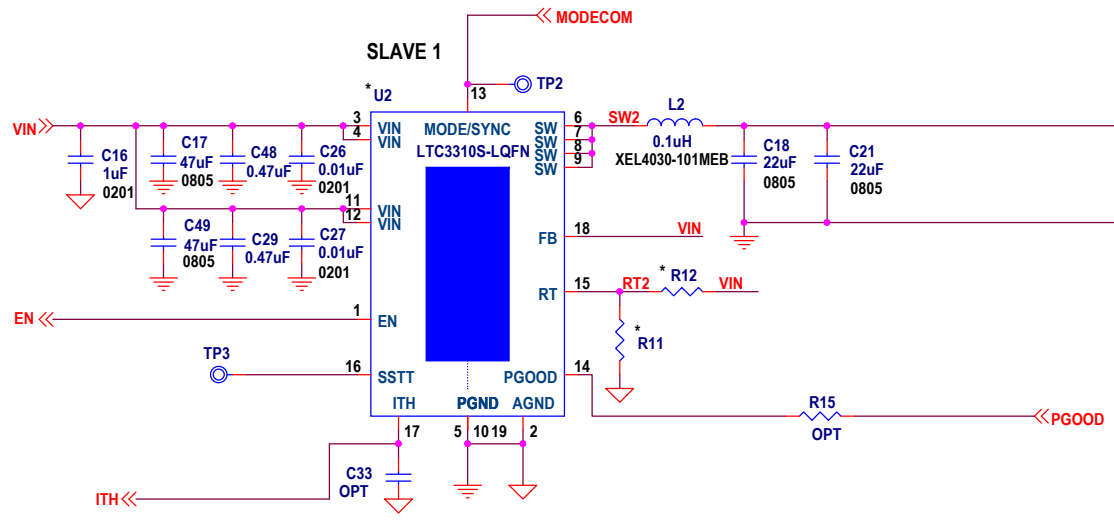 MODECOM
SLAVE 1
TP2
* U2
13
VIN
3
4
VIN
VIN
MODE/SYNC
LTC3310S-LQFN
SW
SW
SW
SW
6
7
8
9
SW2
L2
0.1uH
XEL4030-101MEB
C16
1uF
0201
C17
47uF
0805
C48
0.47uF
C26
0.01uF
0201
C18
22uF
0805
C21
22uF
0805
11
12
VIN
VIN
C49
47uF
0805
C29
0.47uF
C27
0.01uF
0201
FB
18
VIN
RT
15
RT2
* R12
VIN
* R11
EN
1
EN
TP3
16
SSTT
PGOOD
14
ITH
PGND
AGND
17
5
10
19
2
R15
OPT
PGOOD
C33
OPT
ITH